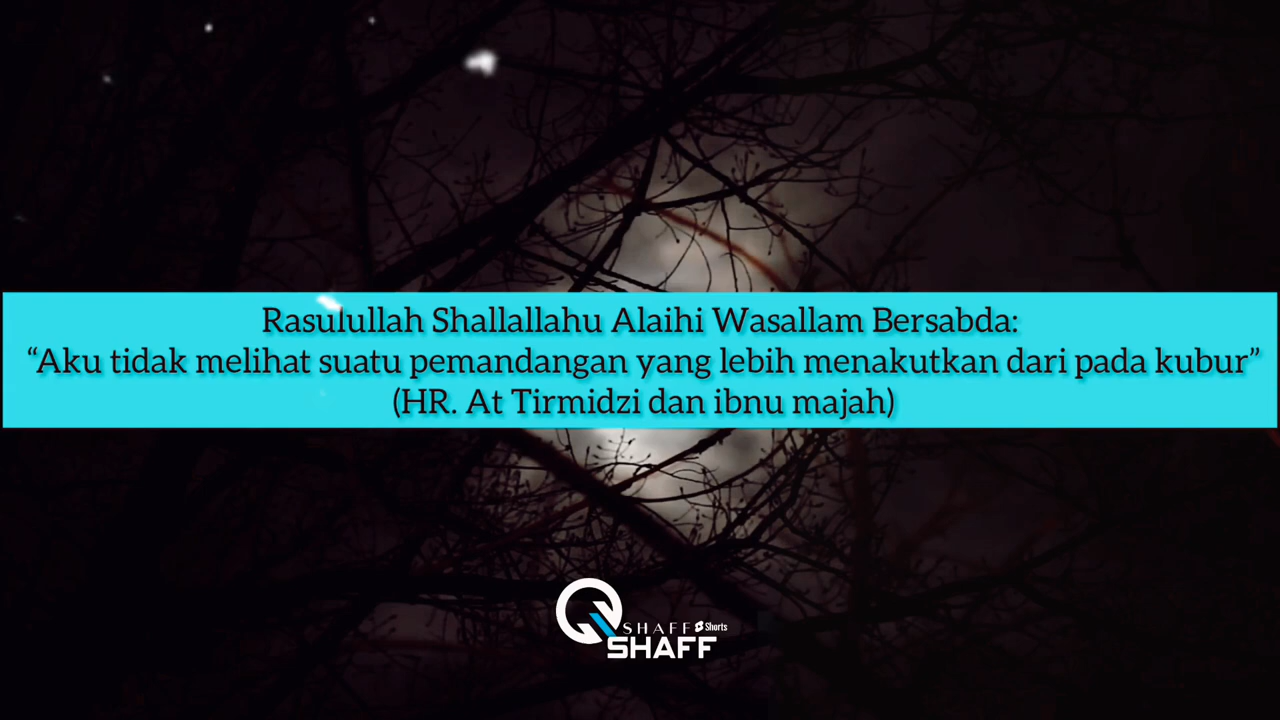 Rasulullah Shallallahu Alaihi Wasallam Bersabda:
“Aku tidak melihat suatu pemandangan yang lebih menakutkan dari pada kubur”
(HR. At Tirmidzi dan ibnu majah)
SHAFF Shorts
SHAFF